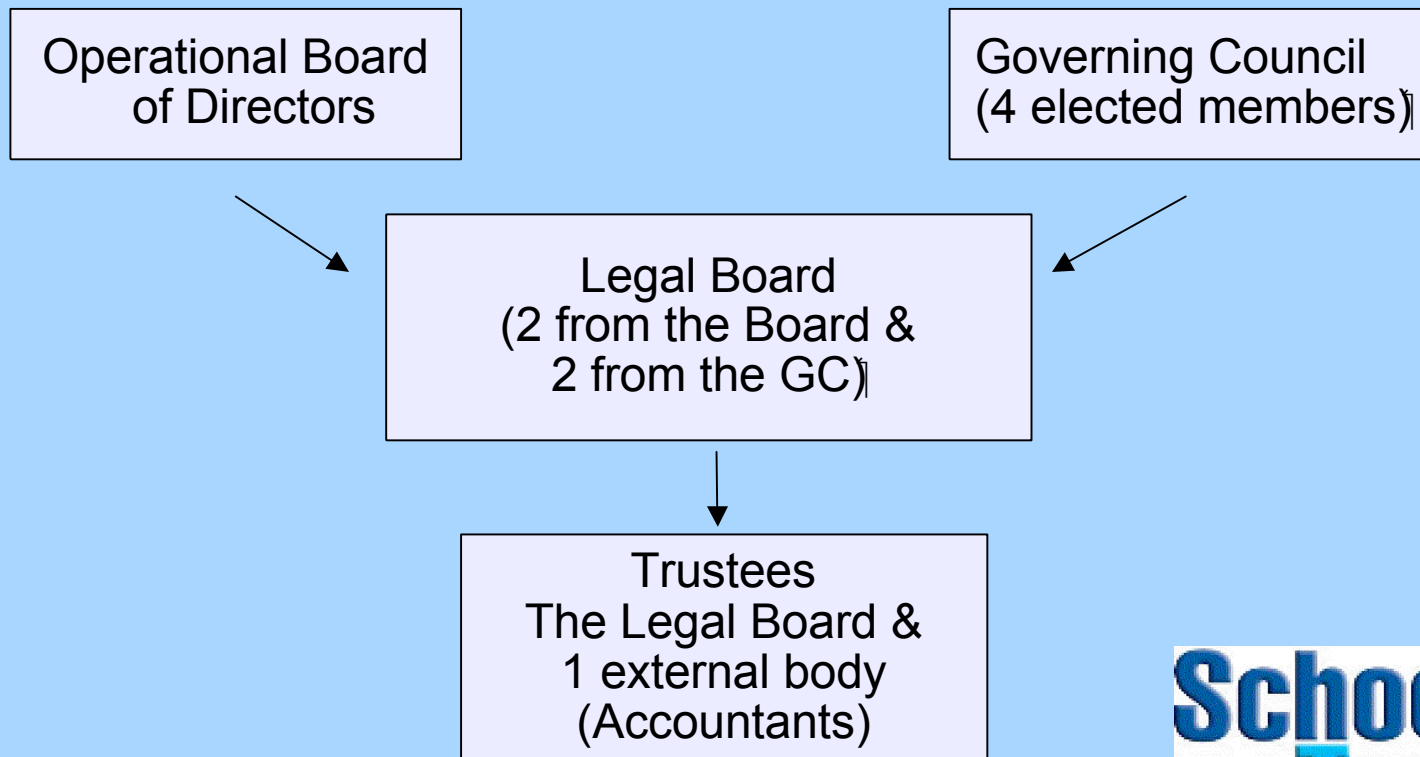 Operational Board
of Directors
Governing Council
(4 elected members)
Legal Board
(2 from the Board &
2 from the GC)
Trustees
The Legal Board &
1 external body
(Accountants)